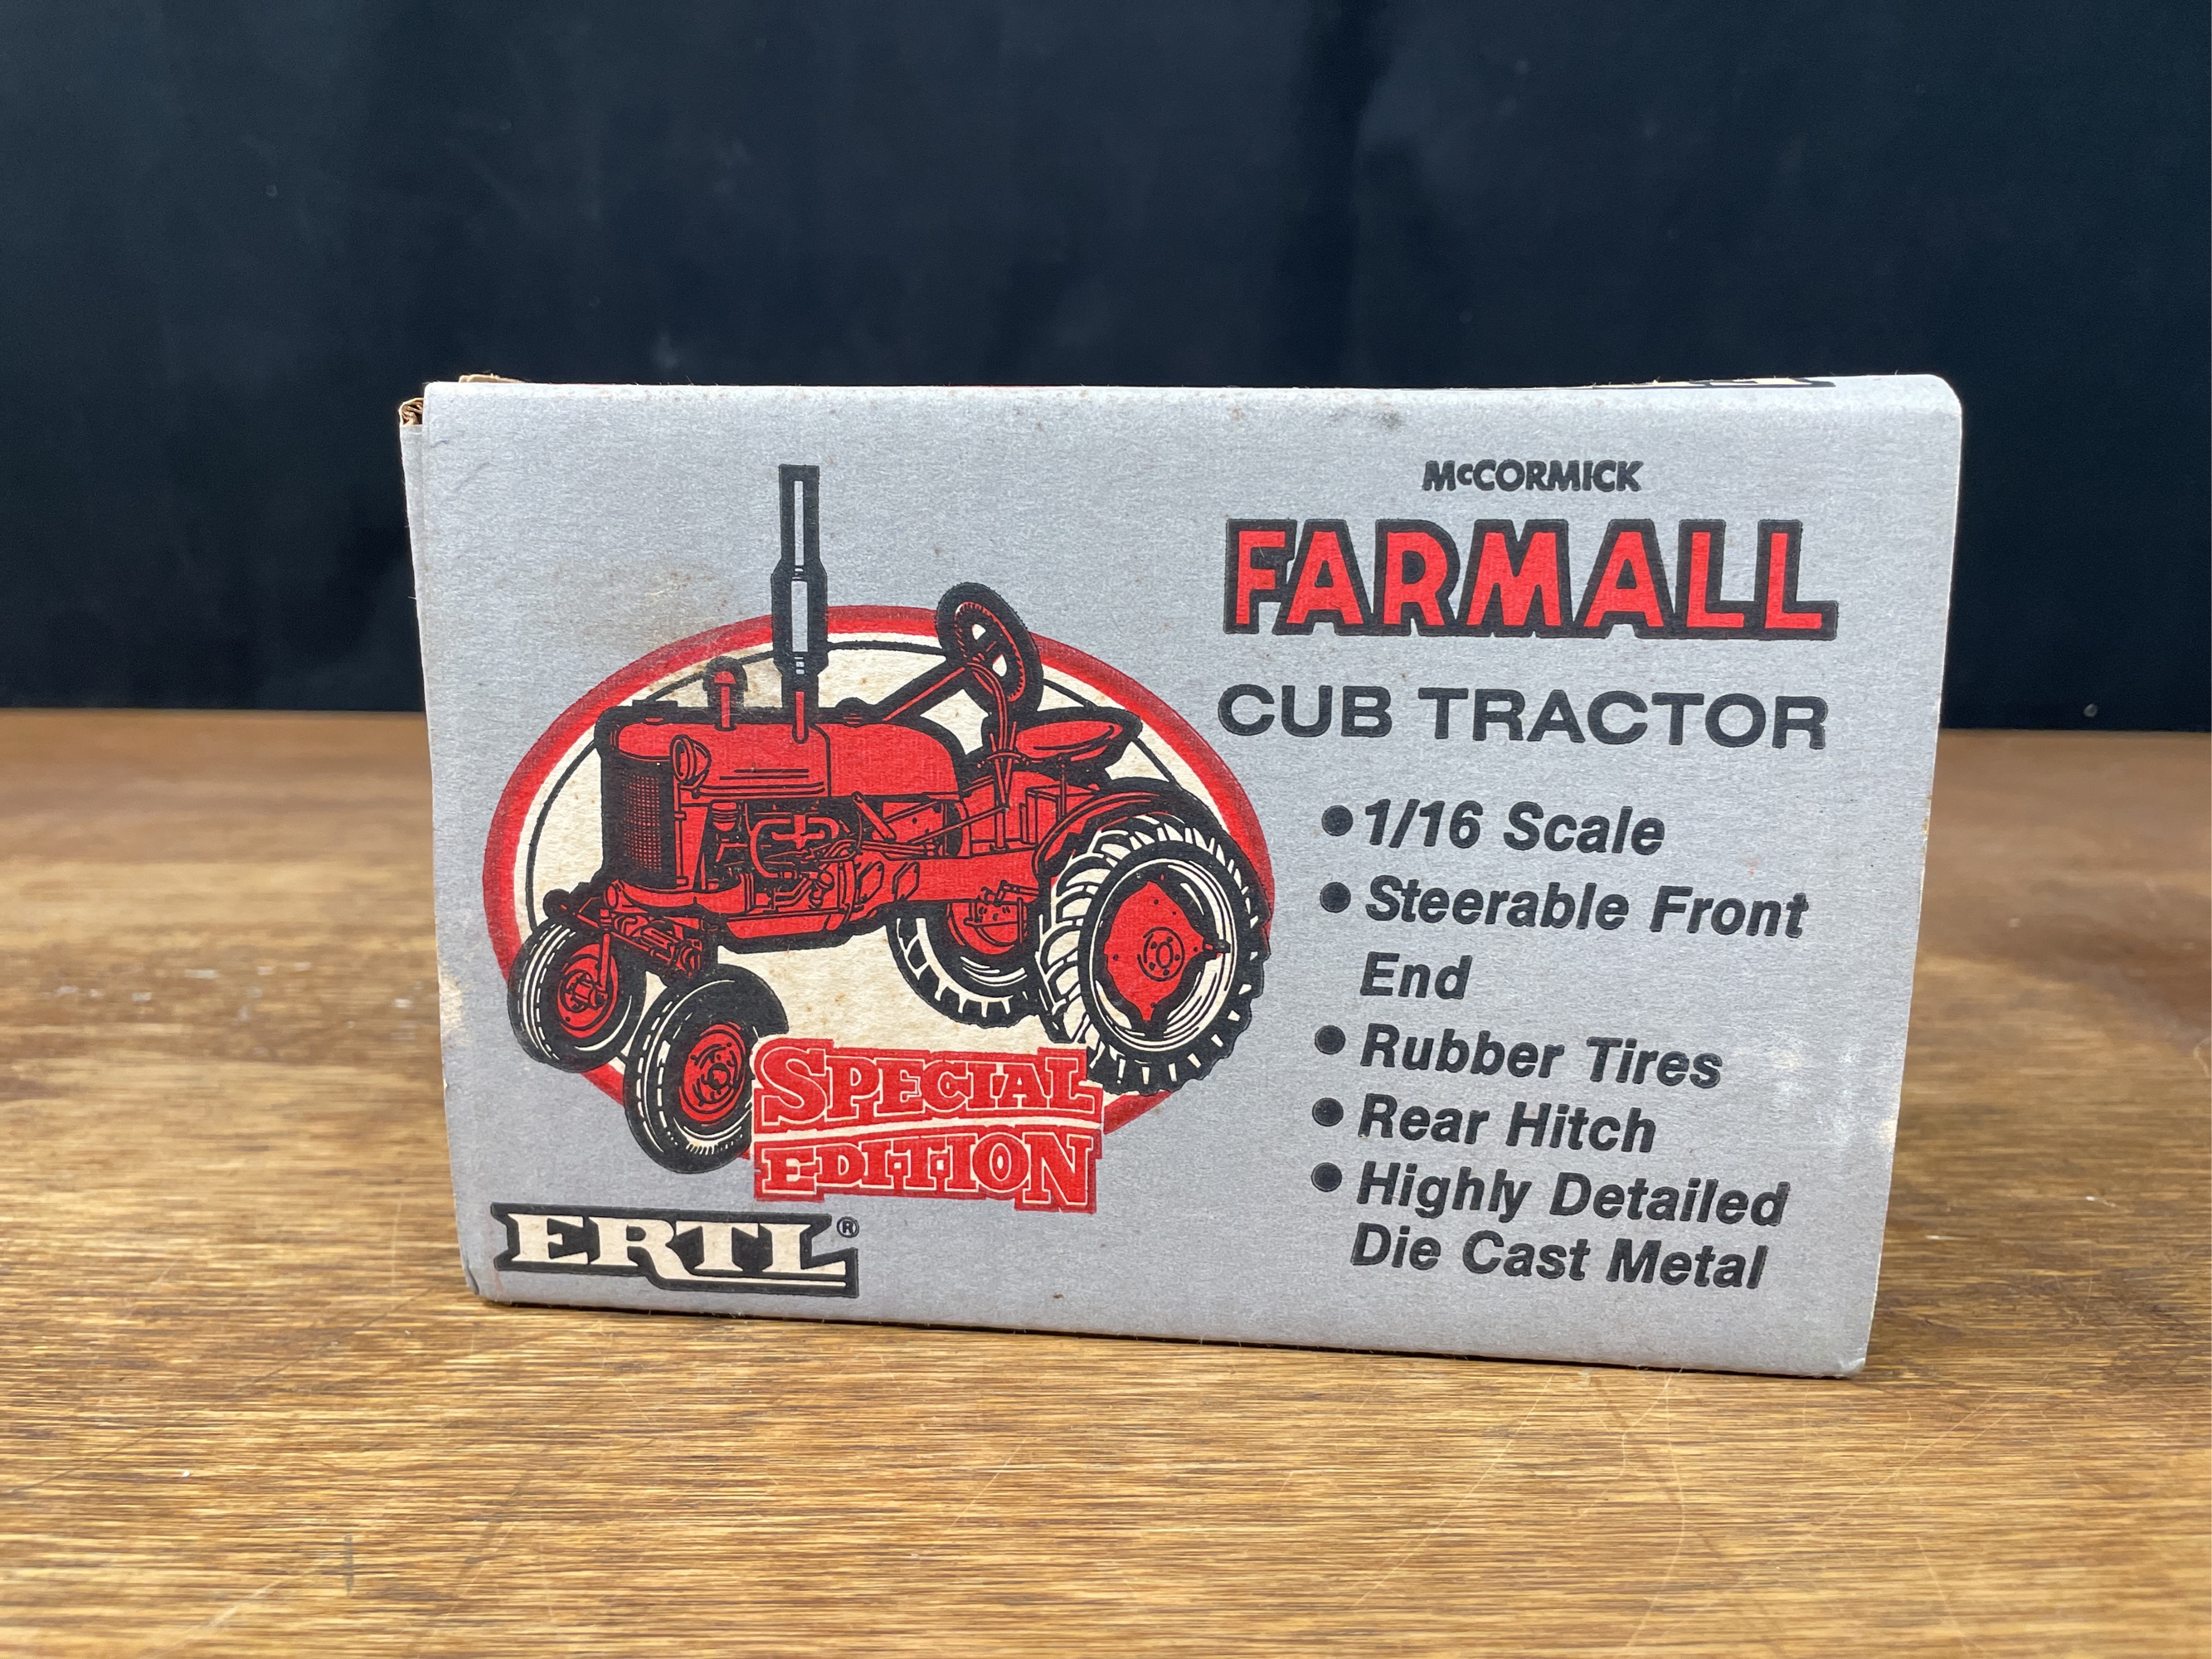 McCORMICK
FARMALL
CUB TRACTOR
•1/16 Scale
•Steerable Front
End
•Rubber Tires
•Rear Hitch
•Highly Detailed
Die Cast Metal
SPECIAL
EDITION
ERTL®